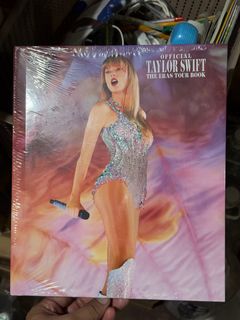 OFFICIAL
TAYLOR SWIFT
THE ERAS TOUR BOOK